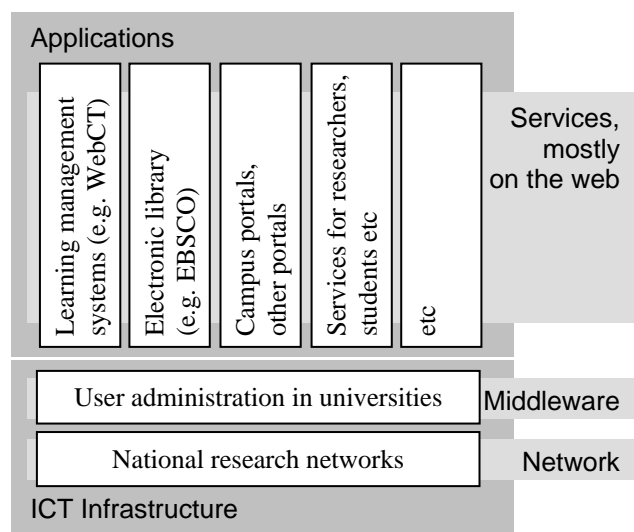 Applications
Learning management
systems (e.g. WebCT)
Electronic library
(e.g. EBSCO)
Campus portals,
other portals
Services for researchers,
students etc
etc
Services,
mostly
on the web
User administration in universities
Middleware
National research networks
Network
ICT Infrastructure